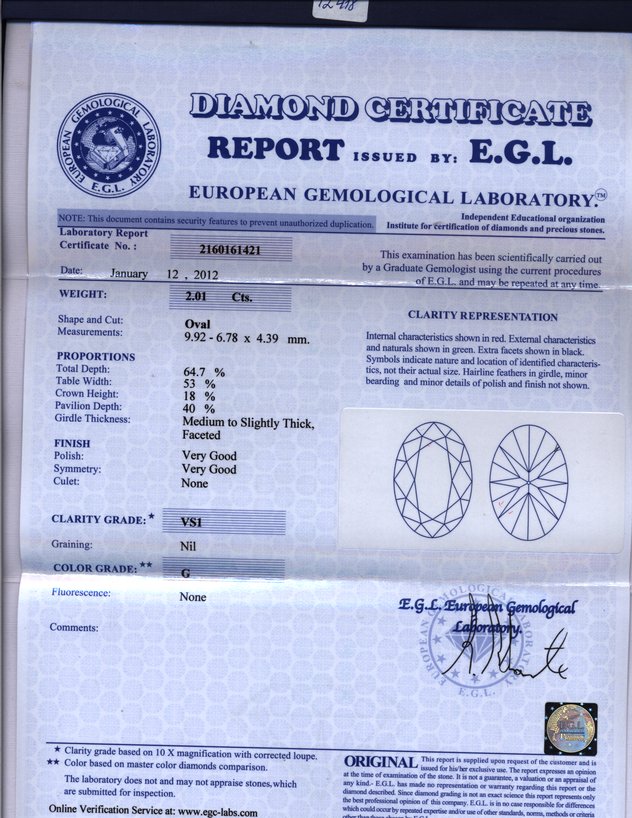 12418
DIAMOND CERTIFICATE
REPORT ISSUED BY: E.G.L.
EUROPEAN GEMOLOGICAL LABORATORY.™
EUROPEAN GEMOLOGICAL LABORATORY
E.G.L.
NOTE: This document contains security features to prevent unauthorized duplication.
Independent Educational organization
Institute for certification of diamonds and precious stones.
Laboratory Report
Certificate No. : 2160161421
Date: January 12 , 2012
WEIGHT: 2.01 Cts.
Shape and Cut: Oval
Measurements: 9.92 - 6.78 x 4.39 mm.
PROPORTIONS
Total Depth: 64.7 %
Table Width: 53 %
Crown Height: 18 %
Pavilion Depth: 40 %
Girdle Thickness: Medium to Slightly Thick,
Faceted
FINISH
Polish: Very Good
Symmetry: Very Good
Culet: None
CLARITY GRADE: * VS1
Graining: Nil
COLOR GRADE: ** G
Fluorescence: None
Comments:
This examination has been scientifically carried out
by a Graduate Gemologist using the current procedures
of E.G.L. and may be repeated at any time.
CLARITY REPRESENTATION
Internal characteristics shown in red. External characteristics
and naturals shown in green. Extra facets shown in black.
Symbols indicate nature and location of identified characteris-
tics, not their actual size. Hairline feathers in girdle, minor
bearding and minor details of polish and finish not shown.
E.G.L. European Gemological
Laboratory.
EUROPEAN GEMOLOGICAL LABORATORY
E.G.L.
* Clarity grade based on 10 X magnification with corrected loupe.
** Color based on master color diamonds comparison.
The laboratory does not and may not appraise stones,which
are submitted for inspection.
Online Verification Service at: www.egc-labs.com
ORIGINAL This report is supplied upon request of the customer and is
issued for his/her exclusive use. The report expresses an opinion
at the time of examination of the stone. It is not a guarantee, a valuation or an appraisal of
any kind.- E.G.L. has made no representation or warranty regarding this report or the
diamond described. Since diamond grading is not an exact science this report represents only
the best professional opinion of this company. E.G.L. is in no case responsible for differences
which could occur by repeated expertize and/or use of other standards, norms, methods or criteria